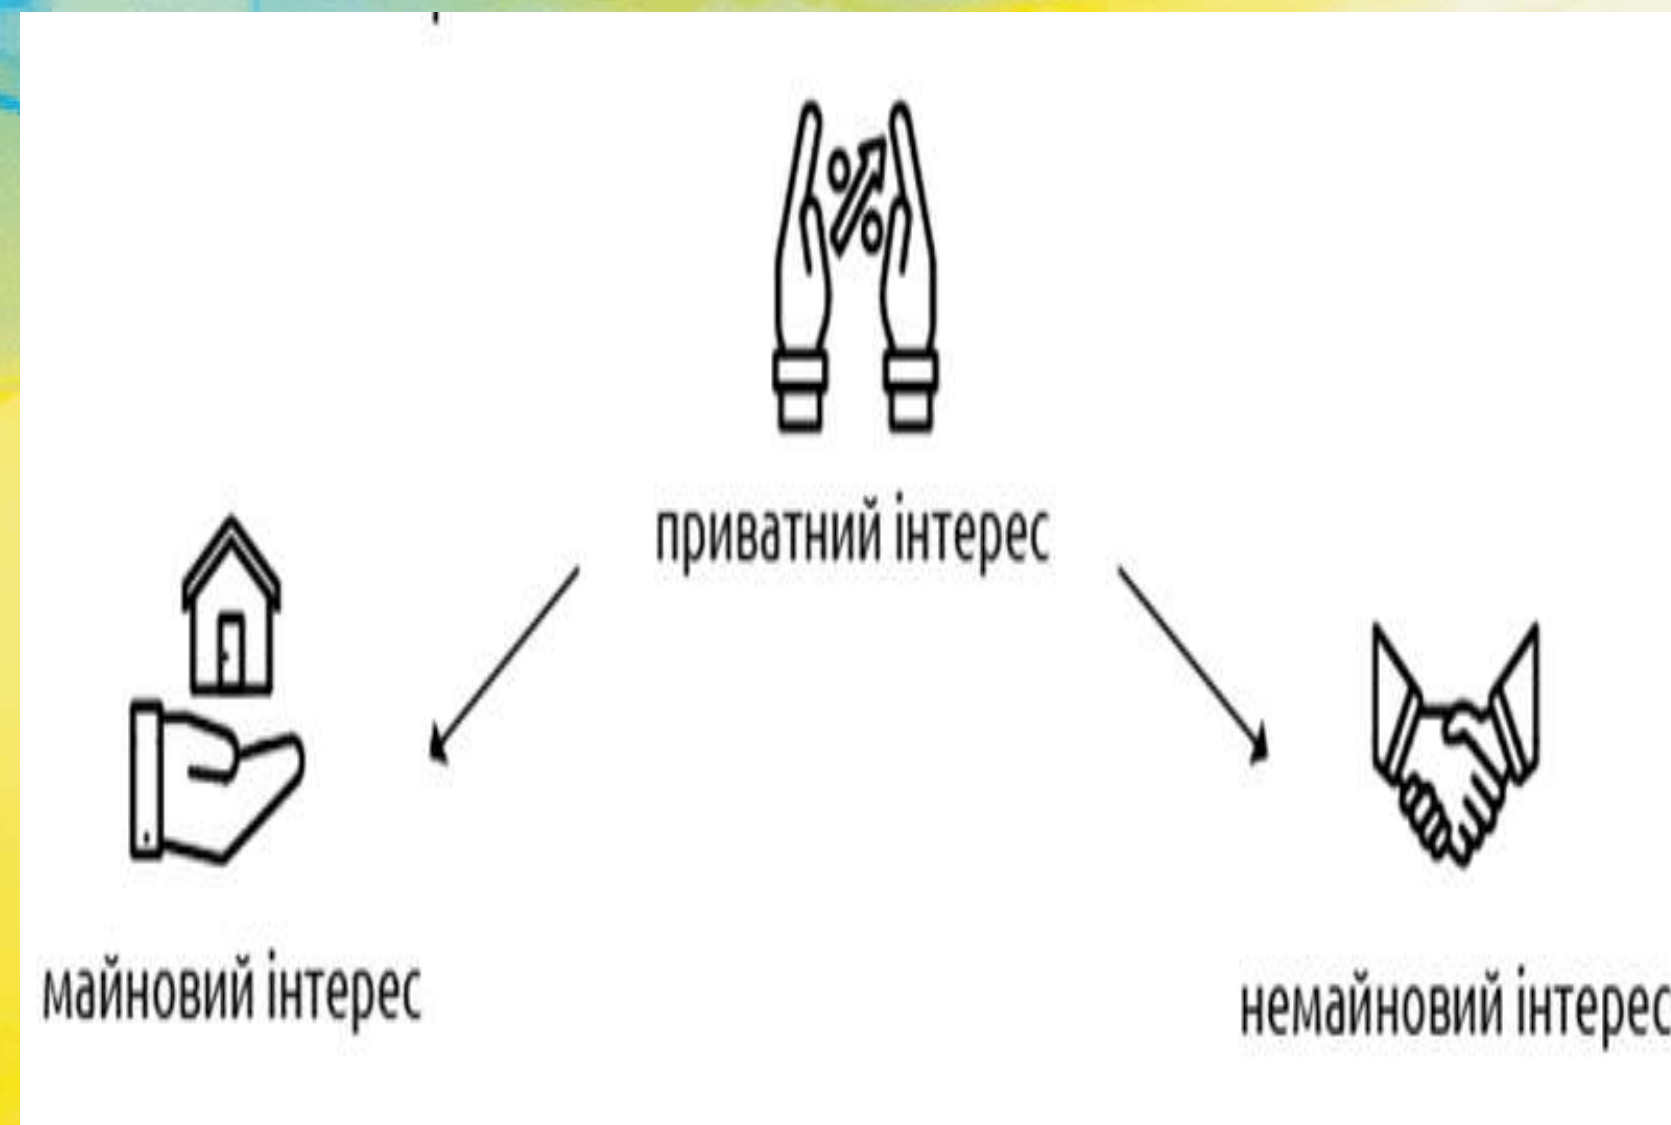 приватний інтерес
майновий інтерес
немайновий інтерес